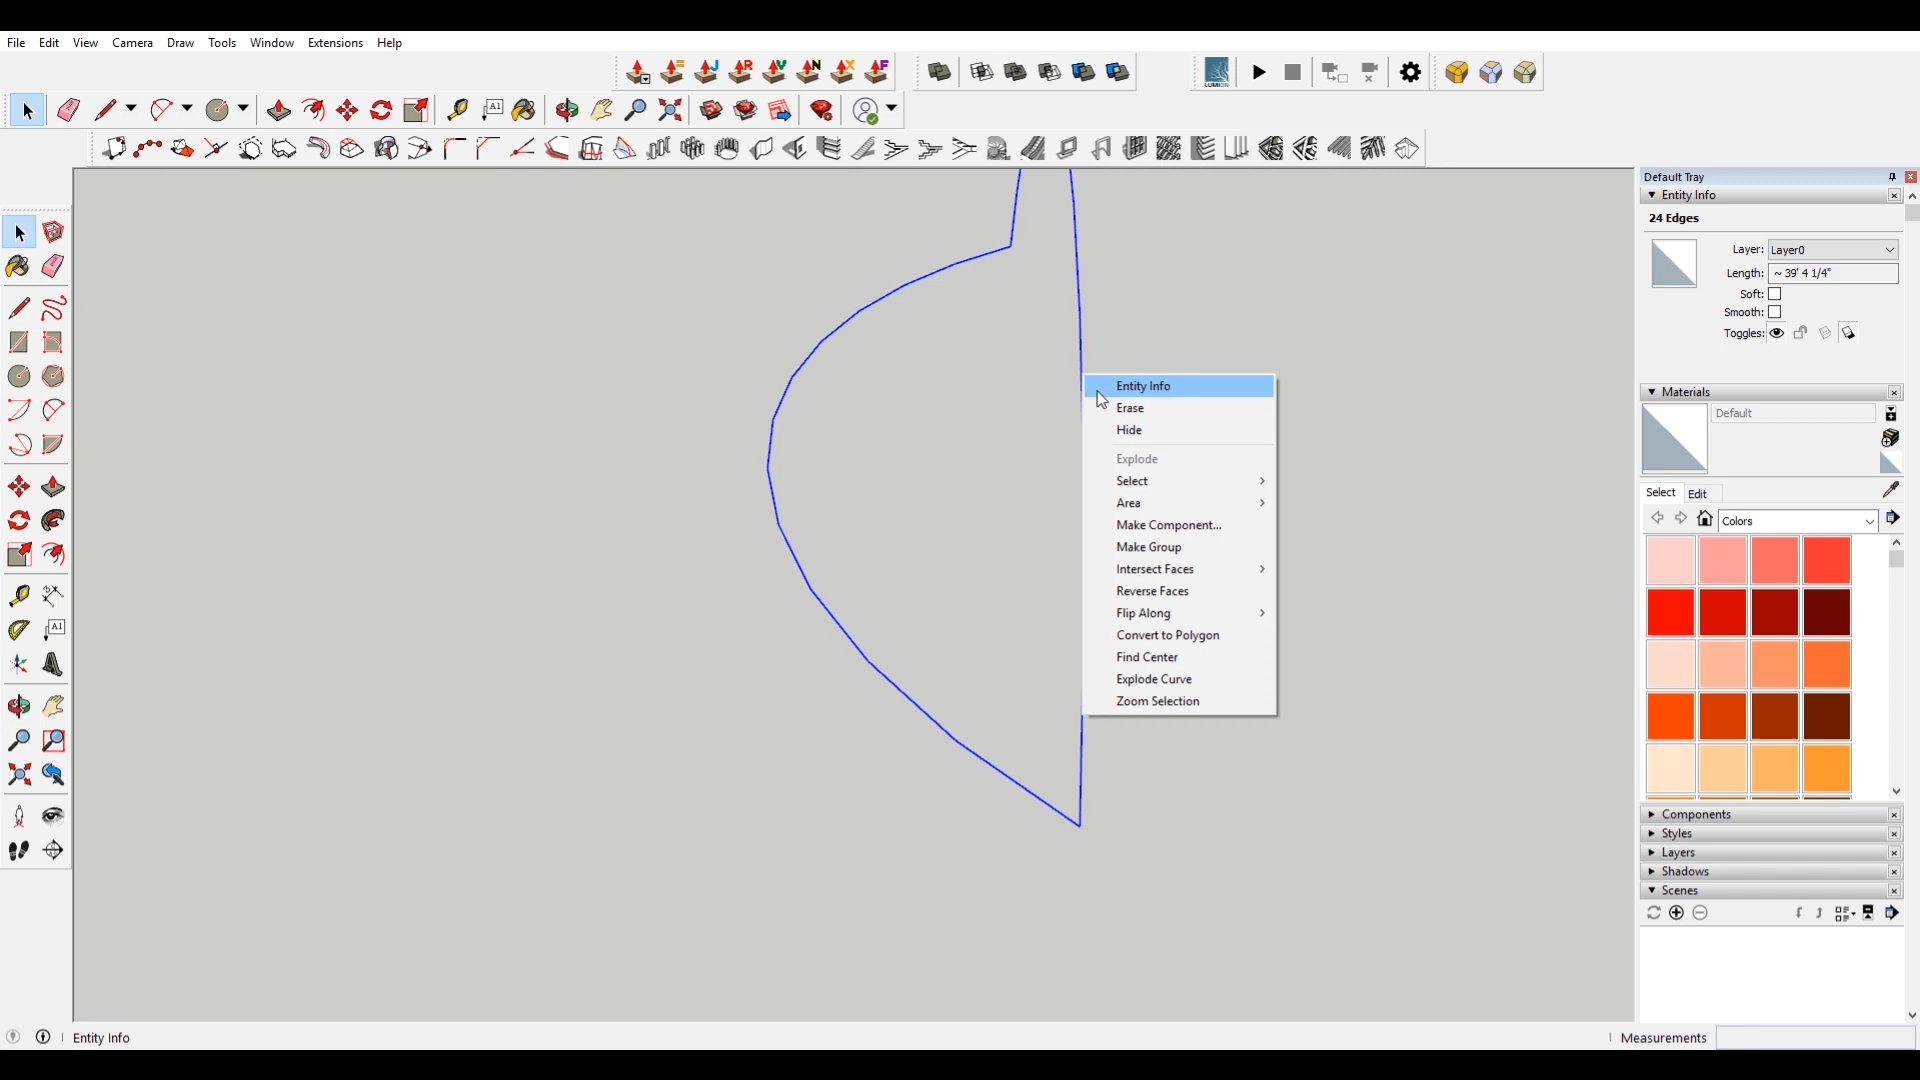 File Edit View Camera Draw Tools Window Extensions Help
J R V N X F
LUMION
A1
Default Tray
Entity Info
24 Edges
Layer: Layer0
Length: ~ 39' 4 1/4"
Soft:
Smooth:
Toggles:
Materials
Default
Select Edit
Colors
Components
Styles
Layers
Shadows
Scenes
Entity Info
Erase
Hide
Explode
Select
Area
Make Component...
Make Group
Intersect Faces
Reverse Faces
Flip Along
Convert to Polygon
Find Center
Explode Curve
Zoom Selection
A1
Entity Info
Measurements